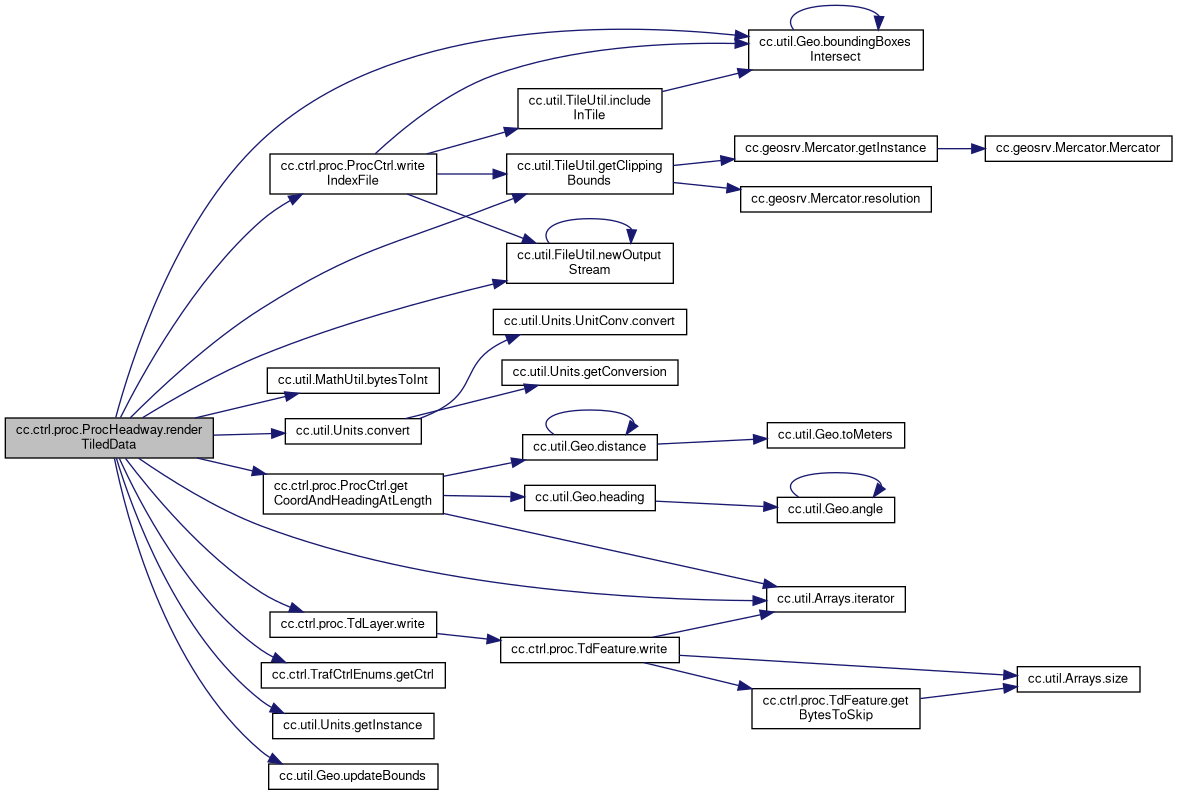 cc.util.Geo.boundingBoxes
Intersect
cc.util.TileUtil.include
InTile
cc.geosrv.Mercator.getInstance
cc.geosrv.Mercator.Mercator
cc.ctrl.proc.ProcCtrl.write
IndexFile
cc.util.TileUtil.getClipping
Bounds
cc.geosrv.Mercator.resolution
cc.util.FileUtil.newOutput
Stream
cc.util.Units.UnitConv.convert
cc.util.MathUtil.bytesToInt
cc.util.Units.getConversion
cc.ctrl.proc.ProcHeadway.render
TiledData
cc.util.Units.convert
cc.util.Geo.distance
cc.util.Geo.toMeters
cc.ctrl.proc.ProcCtrl.get
CoordAndHeadingAtLength
cc.util.Geo.heading
cc.util.Geo.angle
cc.util.Arrays.iterator
cc.ctrl.proc.TdLayer.write
cc.ctrl.proc.TdFeature.write
cc.ctrl.TrafCtrlEnums.getCtrl
cc.util.Arrays.size
cc.ctrl.proc.TdFeature.get
BytesToSkip
cc.util.Units.getInstance
cc.util.Geo.updateBounds